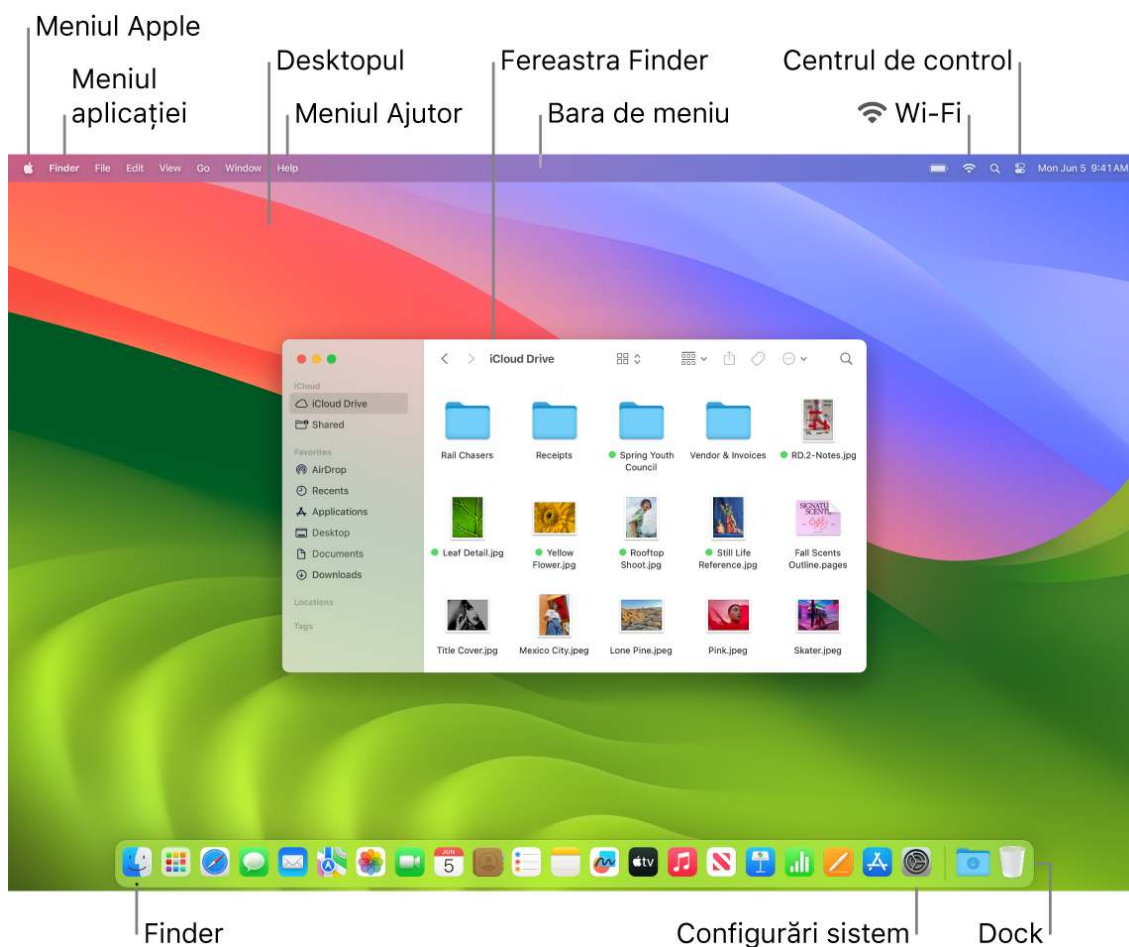 Meniul Apple
Desktopul
Fereastra Finder
Centrul de control
Meniul
aplicației
Meniul Ajutor
Bara de meniu
Wi-Fi
Finder File Edit View Go Window Help
Mon Jun 5 9:41 AM
iCloud Drive
iCloud
iCloud Drive
Shared
Favorites
AirDrop
Recents
Applications
Desktop
Documents
Downloads
Locations
Tags
Rail Chasers
Receipts
Spring Youth
Council
Vendor & Invoices
RD.2-Notes.jpg
Leaf Detail.jpg
Yellow
Flower.jpg
Rooftop
Shoot.jpg
Still Life
Reference.jpg
Fall Scents
Outline.pages
Title Cover.jpg
Mexico City.jpeg
Lone Pine.jpeg
Pink.jpeg
Skater.jpeg
JUN
5
tv
Finder
Configurări sistem
Dock